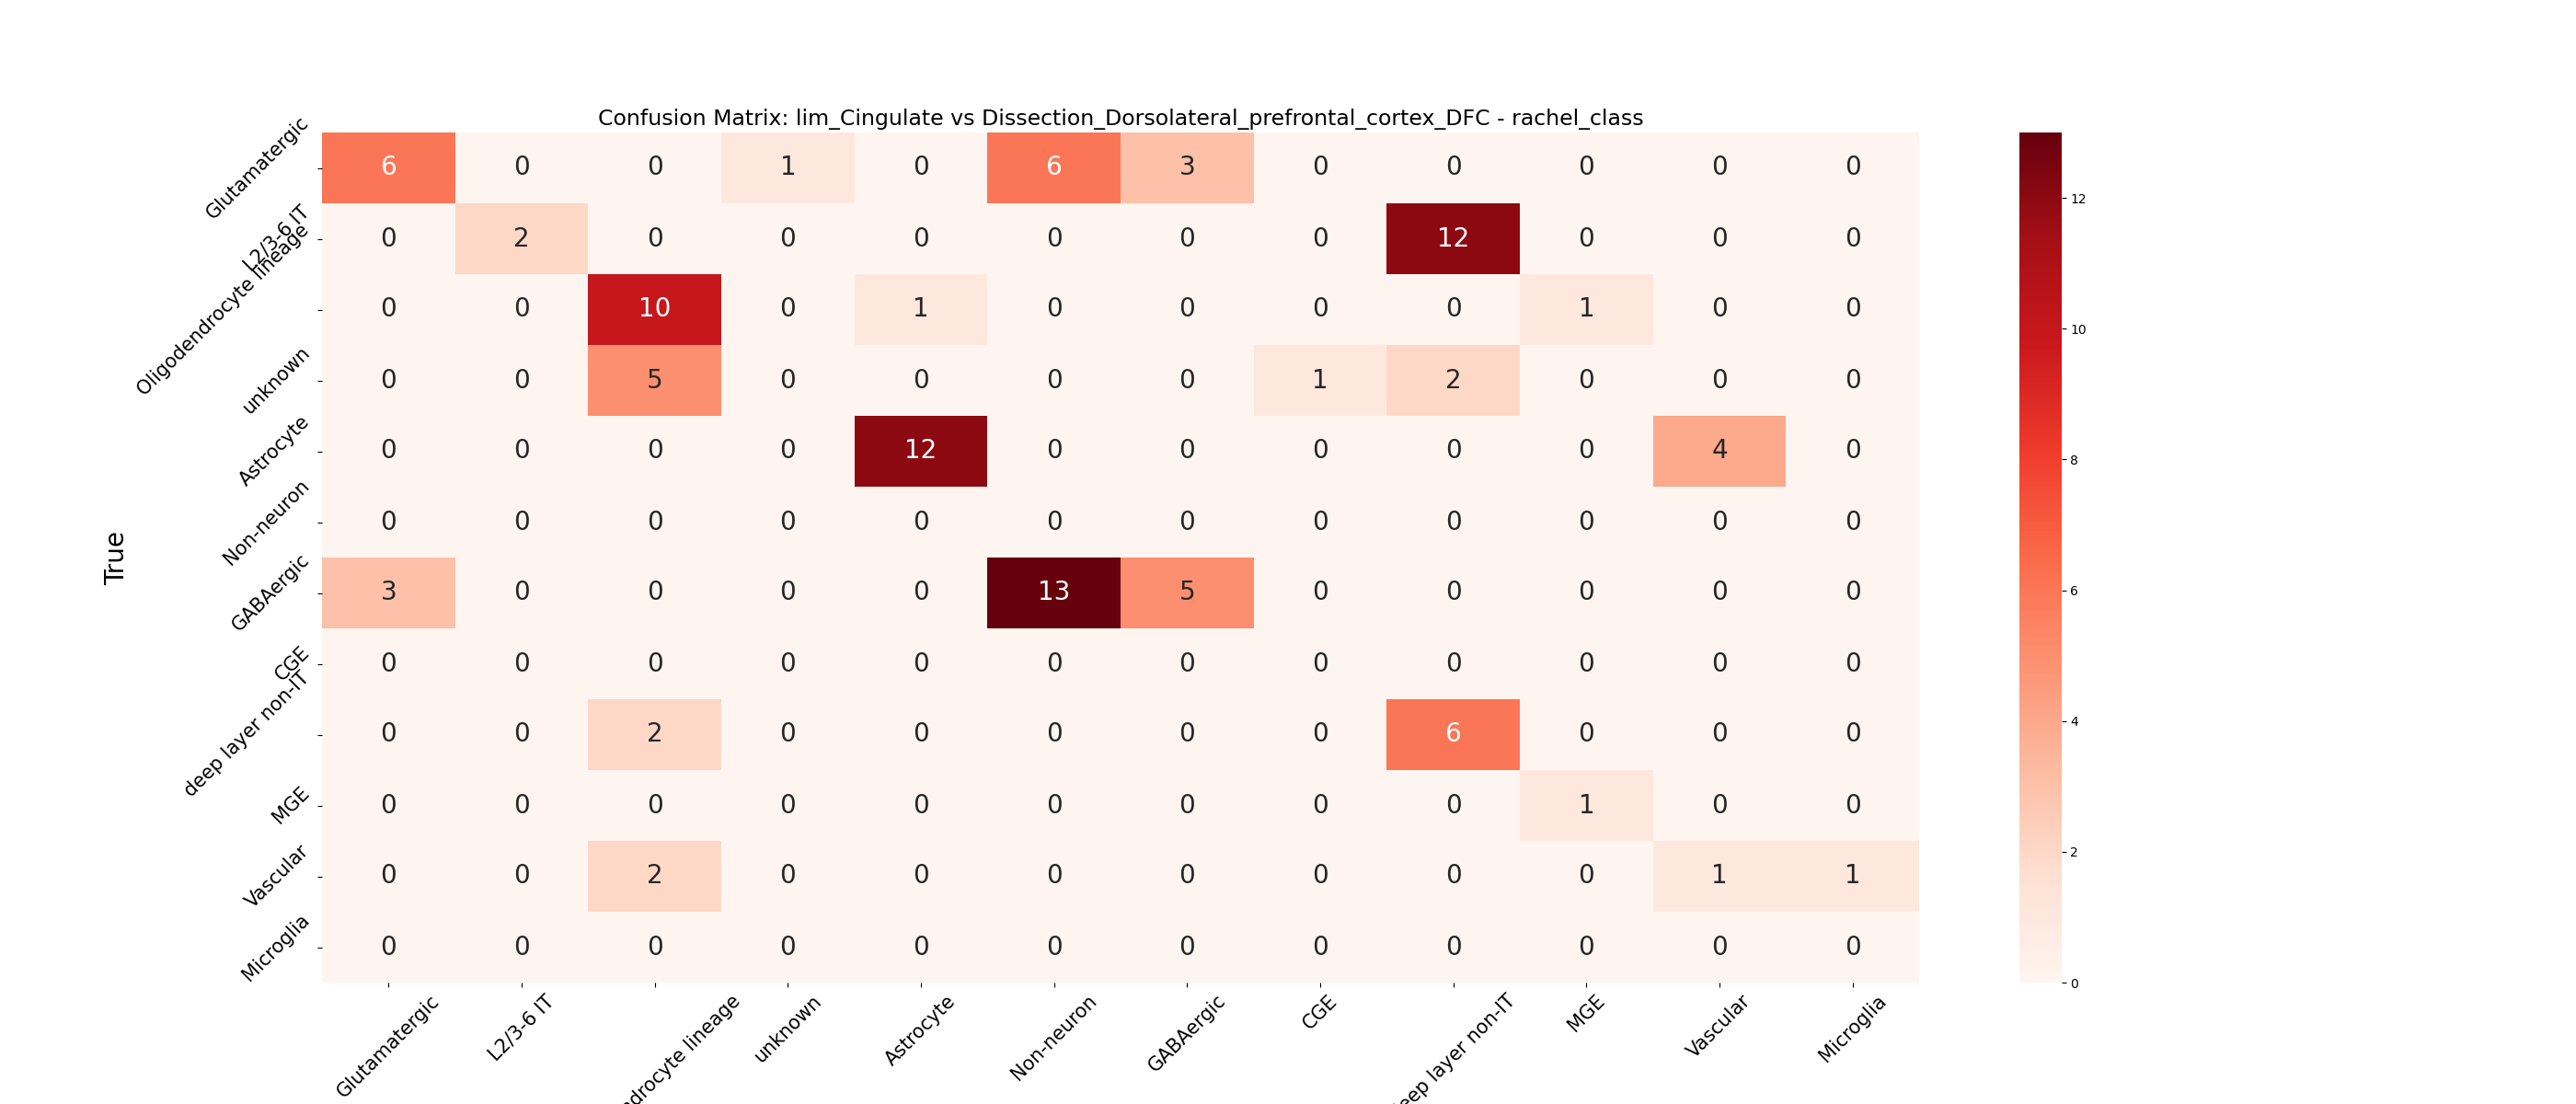 Confusion Matrix: lim_Cingulate vs Dissection_Dorsolateral_prefrontal_cortex_DFC - rachel_class
True
Glutamatergic 6 0 0 1 0 6 3 0 0 0 0 0
L2/3-6 IT 0 2 0 0 0 0 0 0 12 0 0 0
Oligodendrocyte lineage 0 0 10 0 1 0 0 0 0 1 0 0
unknown 0 0 5 0 0 0 0 1 2 0 0 0
Astrocyte 0 0 0 0 12 0 0 0 0 0 4 0
Non-neuron 0 0 0 0 0 0 0 0 0 0 0 0
GABAergic 3 0 0 0 0 13 5 0 0 0 0 0
CGE 0 0 0 0 0 0 0 0 0 0 0 0
deep layer non-IT 0 0 2 0 0 0 0 0 6 0 0 0
MGE 0 0 0 0 0 0 0 0 0 1 0 0
Vascular 0 0 2 0 0 0 0 0 0 0 1 1
Microglia 0 0 0 0 0 0 0 0 0 0 0 0
Glutamatergic
L2/3-6 IT
lineage
unknown
Astrocyte
Non-neuron
GABAergic
CGE
layer non-IT
MGE
Vascular
Microglia
12
10
8
6
4
2
0